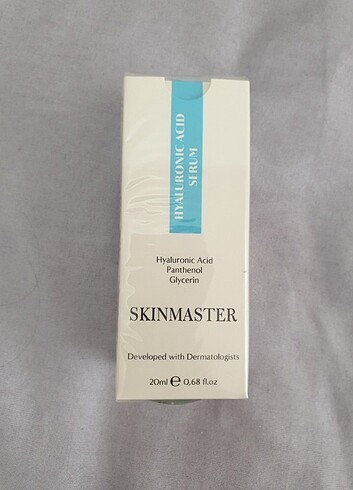 HYALURONIC ACID
SERUM
Hyaluronic Acid
Panthenol
Glycerin
SKINMASTER
Developed with Dermatologists
20ml ℮ 0.68 fl.oz